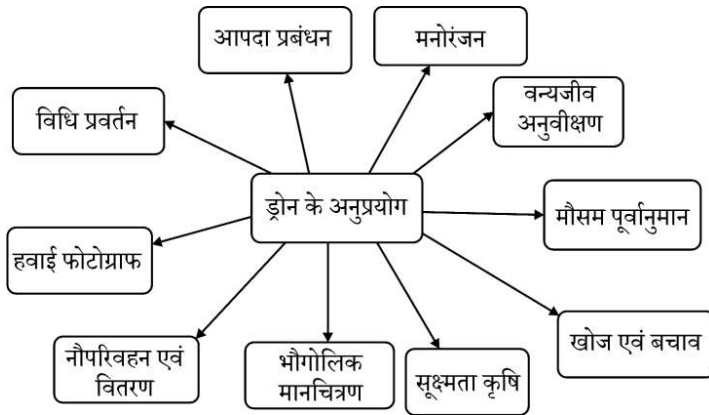 आपदा प्रबंधन
मनोरंजन
वन्यजीव
अनुवीक्षण
विधि प्रवर्तन
ड्रोन के अनुप्रयोग
मौसम पूर्वानुमान
हवाई फोटोग्राफ
खोज एवं बचाव
नौपरिवहन एवं
वितरण
भौगोलिक
मानचित्रण
सूक्ष्मता कृषि